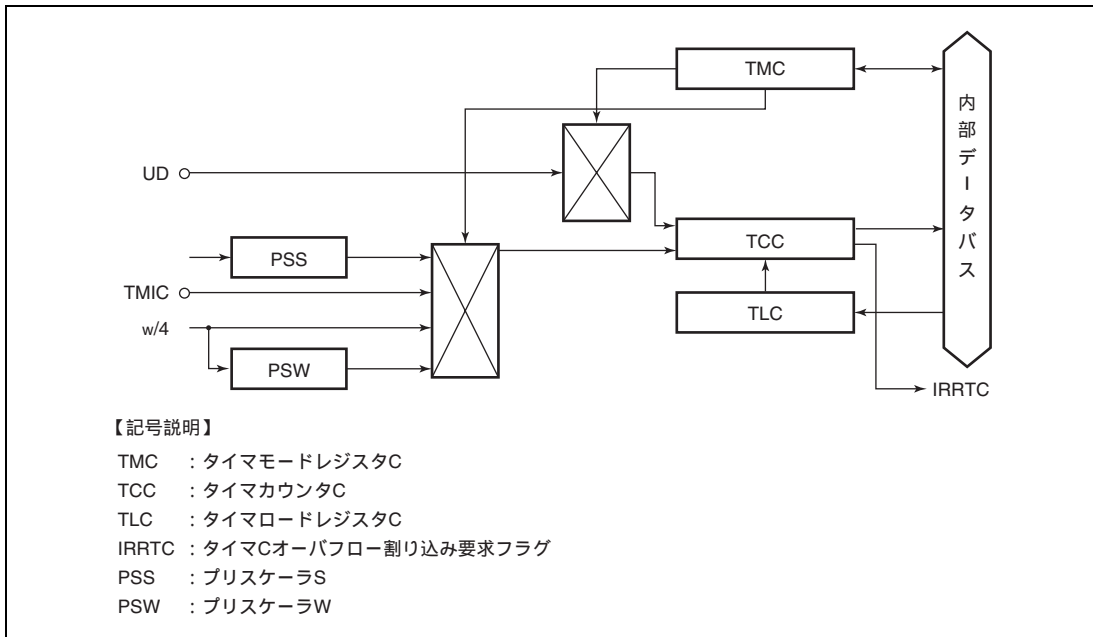 TMC
内部データバス
UD
TCC
PSS
TMIC
TLC
w/4
PSW
IRRTC
【記号説明】
TMC : タイマモードレジスタC
TCC : タイマカウンタC
TLC : タイマロードレジスタC
IRRTC : タイマCオーバフロー割り込み要求フラグ
PSS : プリスケーラS
PSW : プリスケーラW